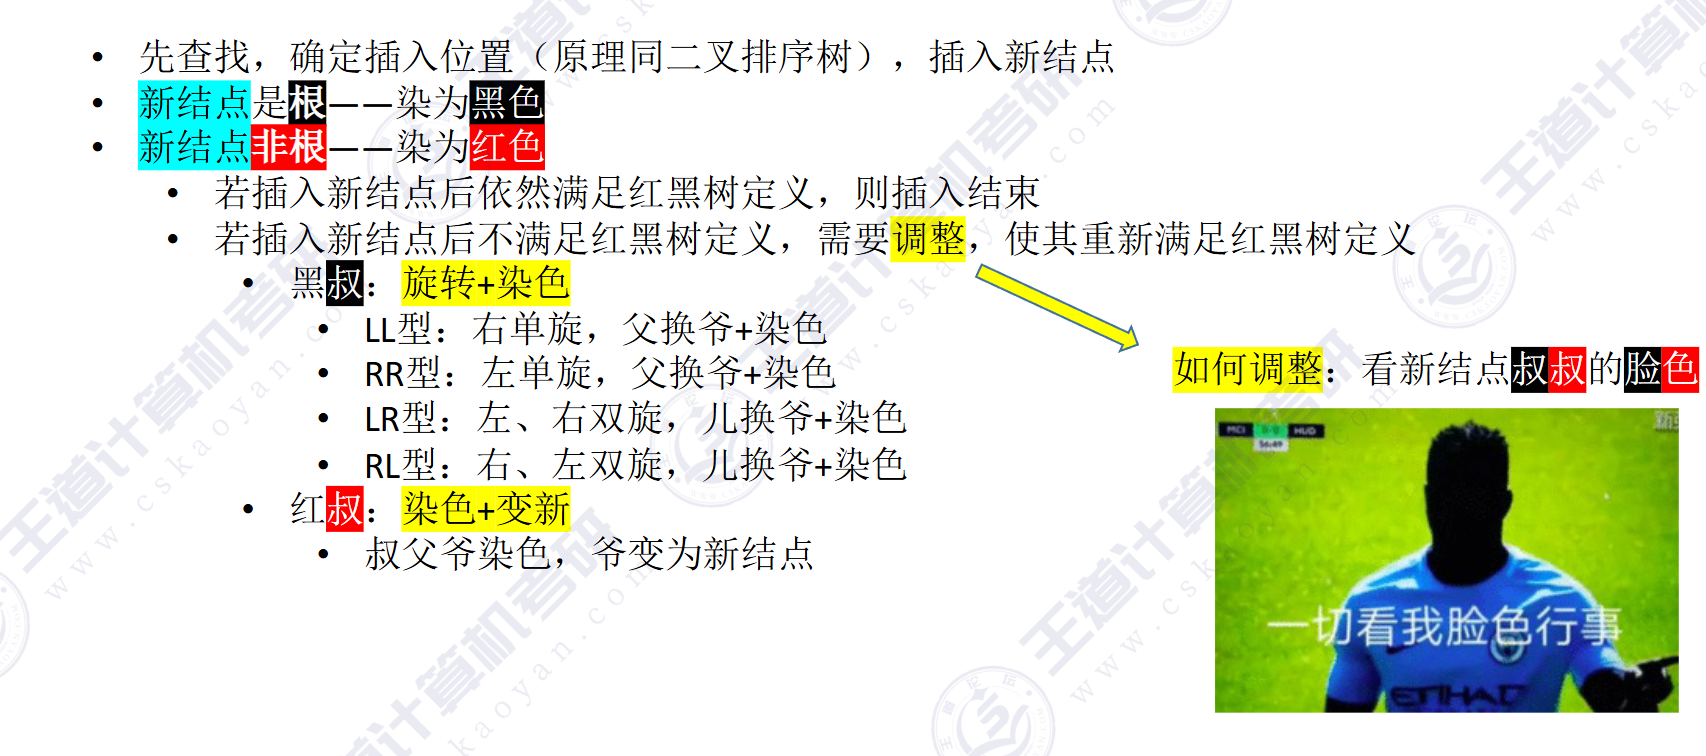 先查找，确定插入位置（原理同二叉排序树），插入新结点
新结点是根——染为黑色
新结点非根——染为红色
若插入新结点后依然满足红黑树定义，则插入结束
若插入新结点后不满足红黑树定义，需要调整，使其重新满足红黑树定义
黑叔：旋转+染色
LL型：右单旋，父换爷+染色
RR型：左单旋，父换爷+染色
LR型：左、右双旋，儿换爷+染色
RL型：右、左双旋，儿换爷+染色
红叔：染色+变新
叔父爷染色，爷变为新结点
如何调整：看新结点叔叔的脸色
MCI 0-0 HUD
56:49
一切看我脸色行事
ETIHAD
王道计算机考研
www.cskaoyan.com